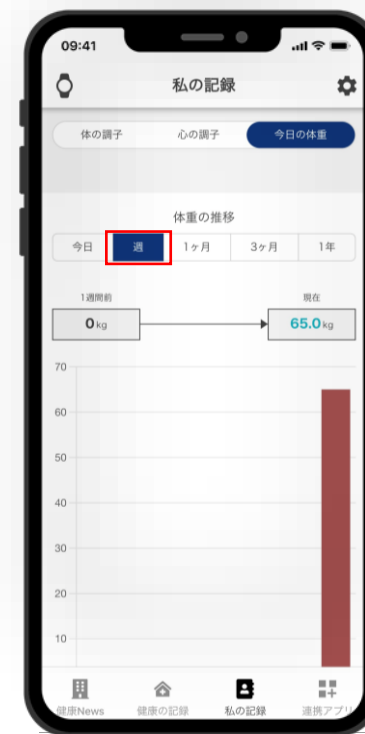 09:41
私の記録
体の調子 心の調子 今日の体重
体重の推移
今日 週 1ヶ月 3ヶ月 1年
1週間前 現在
0kg 65.0kg
70
60
50
40
30
20
10
健康News 健康の記録 私の記録 連携アプリ